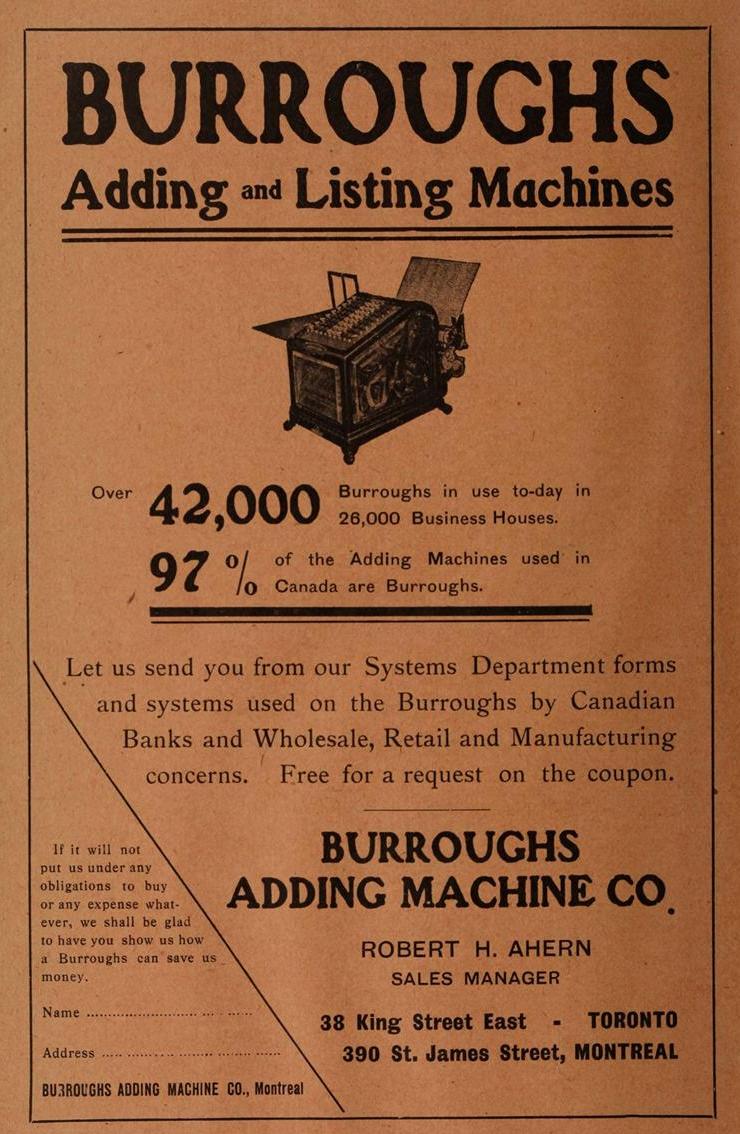 BURROUGHS
Adding and Listing Machines
Over 42,000 Burroughs in use to-day in
26,000 Business Houses.
97 % of the Adding Machines used in
Canada are Burroughs.
Let us send you from our Systems Department forms
and systems used on the Burroughs by Canadian
Banks and Wholesale, Retail and Manufacturing
concerns. Free for a request on the coupon.
If it will not
put us under any
obligations to buy
or any expense what-
ever, we shall be glad
to have you show us how
a Burroughs can save us
money.
Name
Address
BURROUGHS ADDING MACHINE CO., Montreal
BURROUGHS
ADDING MACHINE CO.
ROBERT H. AHERN
SALES MANAGER
38 King Street East - TORONTO
390 St. James Street, MONTREAL